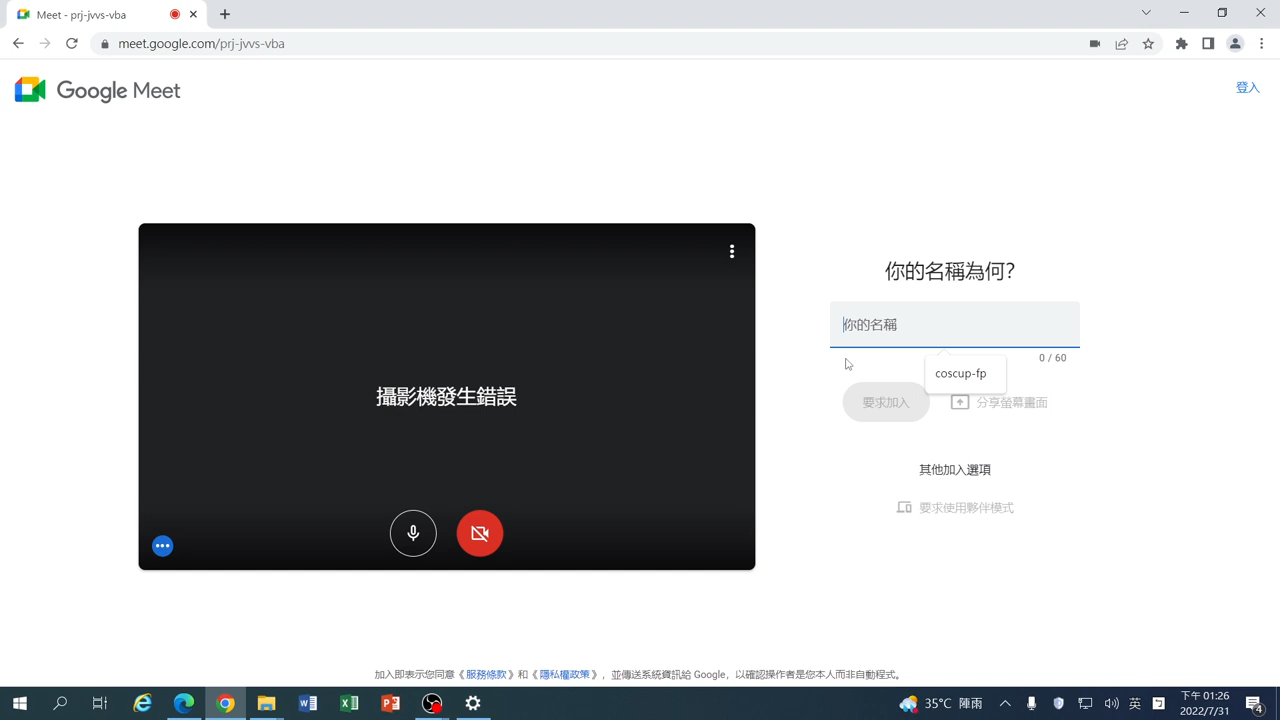 Meet - prj-jvvs-vba
meet.google.com/prj-jvvs-vba
Google Meet
登入
你的名稱為何?
你的名稱
0 / 60
coscup-fp
攝影機發生錯誤
要求加入
分享螢幕畫面
其他加入選項
要求使用夥伴模式
加入即表示您同意《服務條款》和《隱私權政策》，並傳送系統資訊給 Google，以確認操作者是您本人而非自動程式。
35°C 陣雨
英
下午 01:26
2022/7/31
4